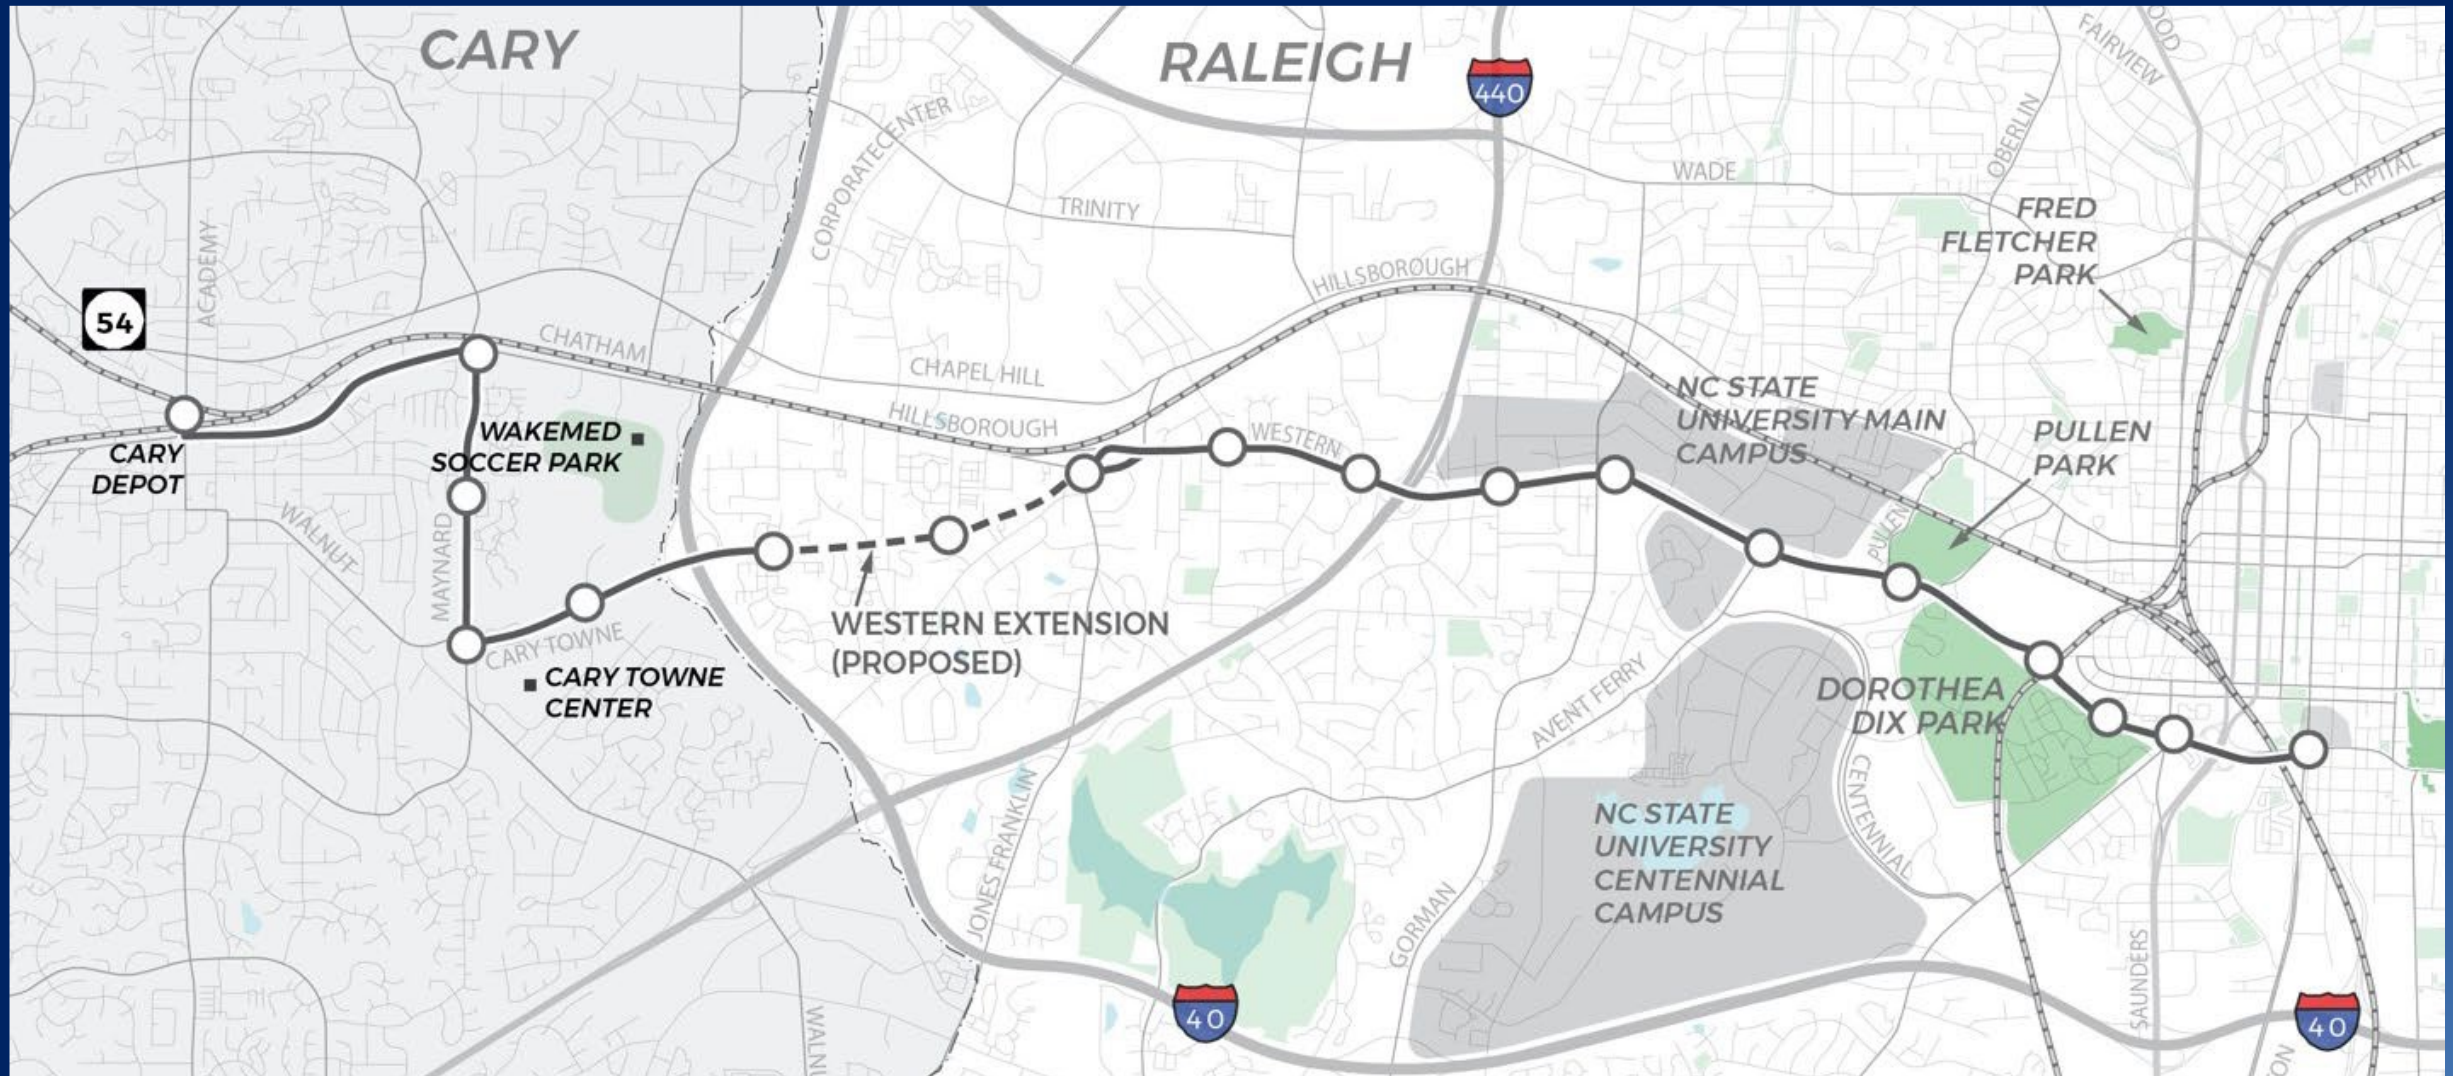 CARY
RALEIGH
440
FAIRVIEW
CORPORATECENTER
TRINITY
WADE
OBERLIN
CAPITAL
FRED
FLETCHER
PARK
ACADEMY
HILLSBOROUGH
54
CHATHAM
CHAPEL HILL
HILLSBOROUGH
WESTERN
NC STATE
UNIVERSITY MAIN
CAMPUS
PULLEN
PARK
CARY
DEPOT
WAKEMED
SOCCER PARK
WALNUT
MAYNARD
PULLEN
CARY TOWNE
CARY TOWNE
CENTER
WESTERN EXTENSION
(PROPOSED)
AVENT FERRY
DOROTHEA
DIX PARK
CENTENNIAL
JONES FRANKLIN
NC STATE
UNIVERSITY
CENTENNIAL
CAMPUS
GORMAN
SAUNDERS
40
40